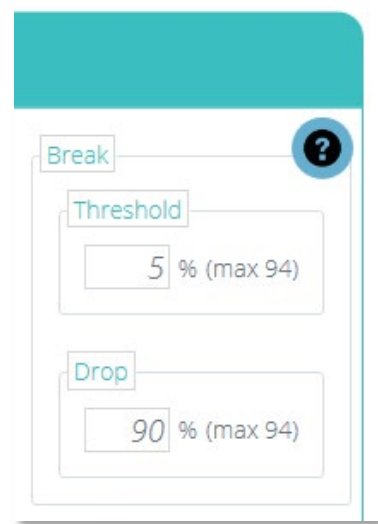 ?
Break
Threshold
5 % (max 94)
Drop
90 % (max 94)